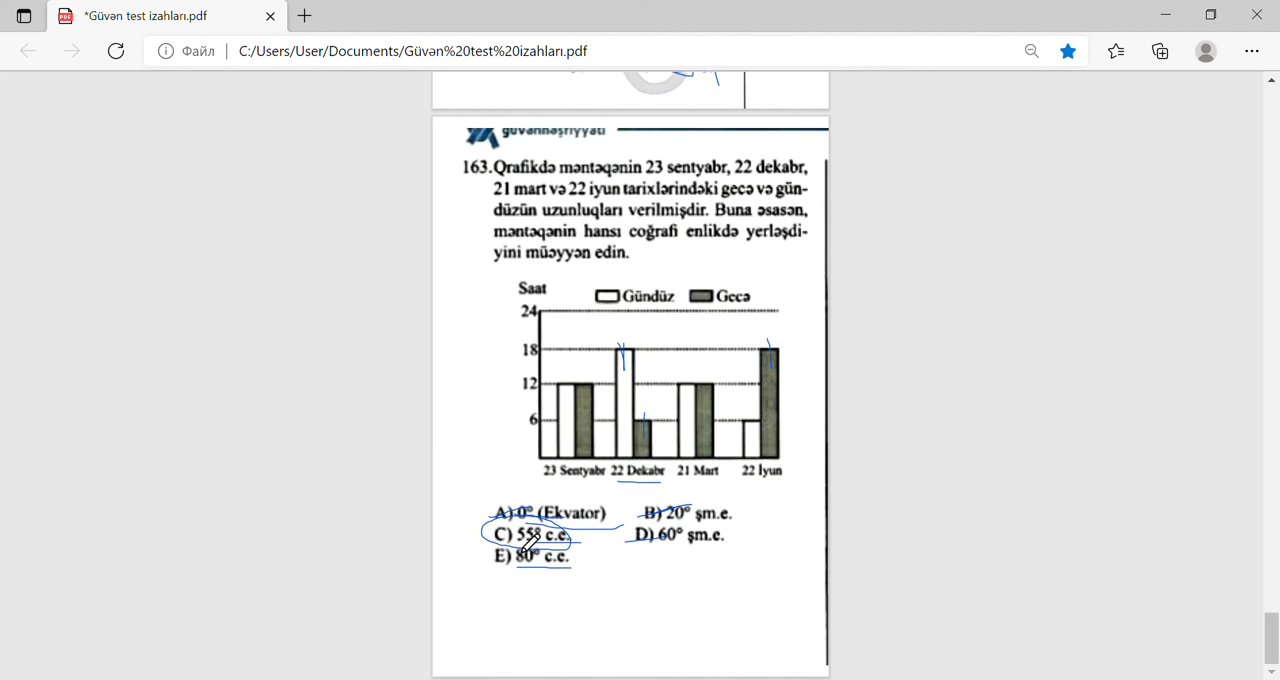 *Güvən test izahları.pdf
Файл C:/Users/User/Documents/Güvən%20test%20izahları.pdf
güvənnəşriyyatı
163. Qrafikdə məntəqənin 23 sentyabr, 22 dekabr,
21 mart və 22 iyun tarixlərindəki gecə və gün-
düzün uzunluqları verilmişdir. Buna əsasən,
məntəqənin hansı coğrafi enlikdə yerləşdi-
yini müəyyən edin.
Saat
Gündüz Gecə
24
18
12
6
23 Sentyabr 22 Dekabr 21 Mart 22 İyun
A) 0° (Ekvator) B) 20° şm.e.
C) 55° c.e. D) 60° şm.e.
E) 80° c.e.